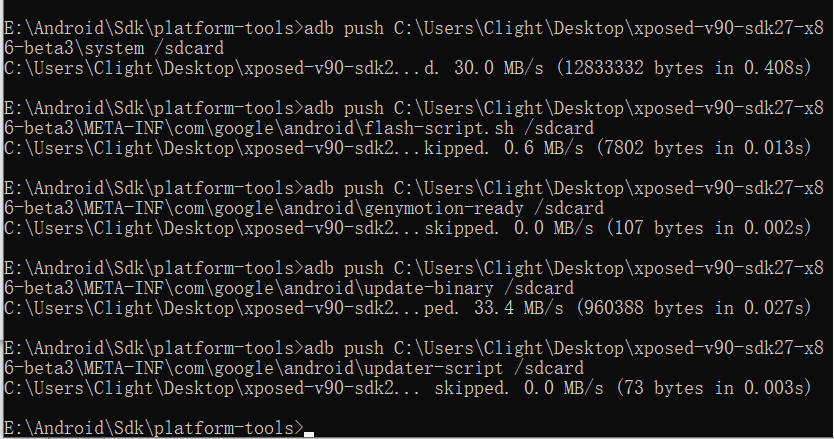 E:\Android\Sdk\platform-tools>adb push C:\Users\Clight\Desktop\xposed-v90-sdk27-x8
6-beta3\system /sdcard
C:\Users\Clight\Desktop\xposed-v90-sdk2...d. 30.0 MB/s (12833332 bytes in 0.408s)
E:\Android\Sdk\platform-tools>adb push C:\Users\Clight\Desktop\xposed-v90-sdk27-x8
6-beta3\META-INF\com\google\android\flash-script.sh /sdcard
C:\Users\Clight\Desktop\xposed-v90-sdk2...kipped. 0.6 MB/s (7802 bytes in 0.013s)
E:\Android\Sdk\platform-tools>adb push C:\Users\Clight\Desktop\xposed-v90-sdk27-x8
6-beta3\META-INF\com\google\android\genymotion-ready /sdcard
C:\Users\Clight\Desktop\xposed-v90-sdk2...skipped. 0.0 MB/s (107 bytes in 0.002s)
E:\Android\Sdk\platform-tools>adb push C:\Users\Clight\Desktop\xposed-v90-sdk27-x8
6-beta3\META-INF\com\google\android\update-binary /sdcard
C:\Users\Clight\Desktop\xposed-v90-sdk2...ped. 33.4 MB/s (960388 bytes in 0.027s)
E:\Android\Sdk\platform-tools>adb push C:\Users\Clight\Desktop\xposed-v90-sdk27-x8
6-beta3\META-INF\com\google\android\updater-script /sdcard
C:\Users\Clight\Desktop\xposed-v90-sdk2... skipped. 0.0 MB/s (73 bytes in 0.003s)
E:\Android\Sdk\platform-tools>